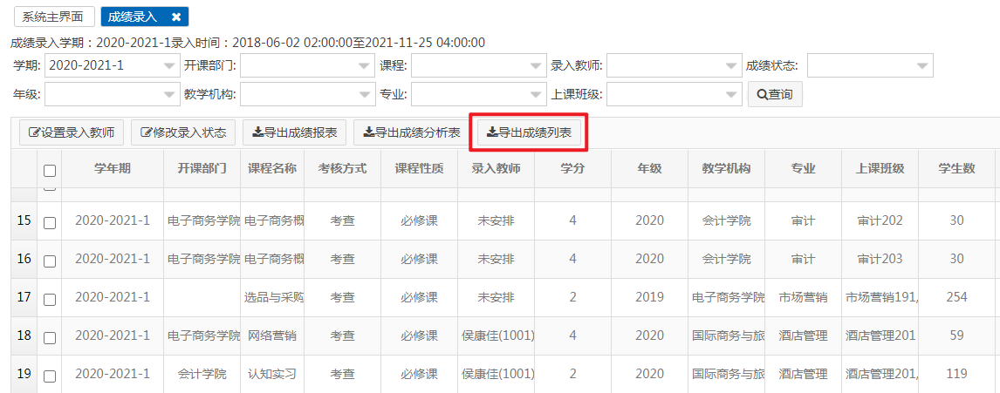 系统主界面 成绩录入 ✖
成绩录入学期：2020-2021-1录入时间：2018-06-02 02:00:00至2021-11-25 04:00:00
学期: 2020-2021-1 开课部门: 课程: 录入教师: 成绩状态:
年级: 教学机构: 专业: 上课班级: 查询
设置录入教师 修改录入状态 导出成绩报表 导出成绩分析表 导出成绩列表
学年期 开课部门 课程名称 考核方式 课程性质 录入教师 学分 年级 教学机构 专业 上课班级 学生数
15 2020-2021-1 电子商务学院 电子商务概 考查 必修课 未安排 4 2020 会计学院 审计 审计202 30
16 2020-2021-1 电子商务学院 电子商务概 考查 必修课 未安排 4 2020 会计学院 审计 审计203 30
17 2020-2021-1 选品与采购 考查 必修课 未安排 2 2019 电子商务学院 市场营销 市场营销191, 254
18 2020-2021-1 电子商务学院 网络营销 考查 必修课 侯康佳(1001) 4 2020 国际商务与旅 酒店管理 酒店管理201 59
19 2020-2021-1 会计学院 认知实习 考查 必修课 侯康佳(1001) 2 2020 国际商务与旅 酒店管理 酒店管理201, 119